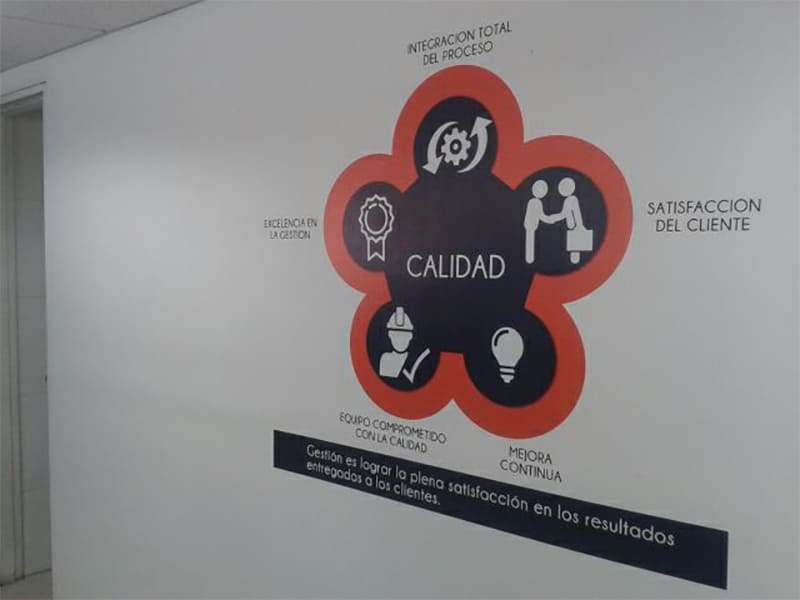 INTEGRACION TOTAL
DEL PROCESO
EXCELENCIA EN
LA GESTION
SATISFACCION
DEL CLIENTE
CALIDAD
EQUIPO COMPROMETIDO
CON LA CALIDAD
MEJORA
CONTINUA
Gestión es lograr la plena satisfacción en los resultados
entregados a los clientes.